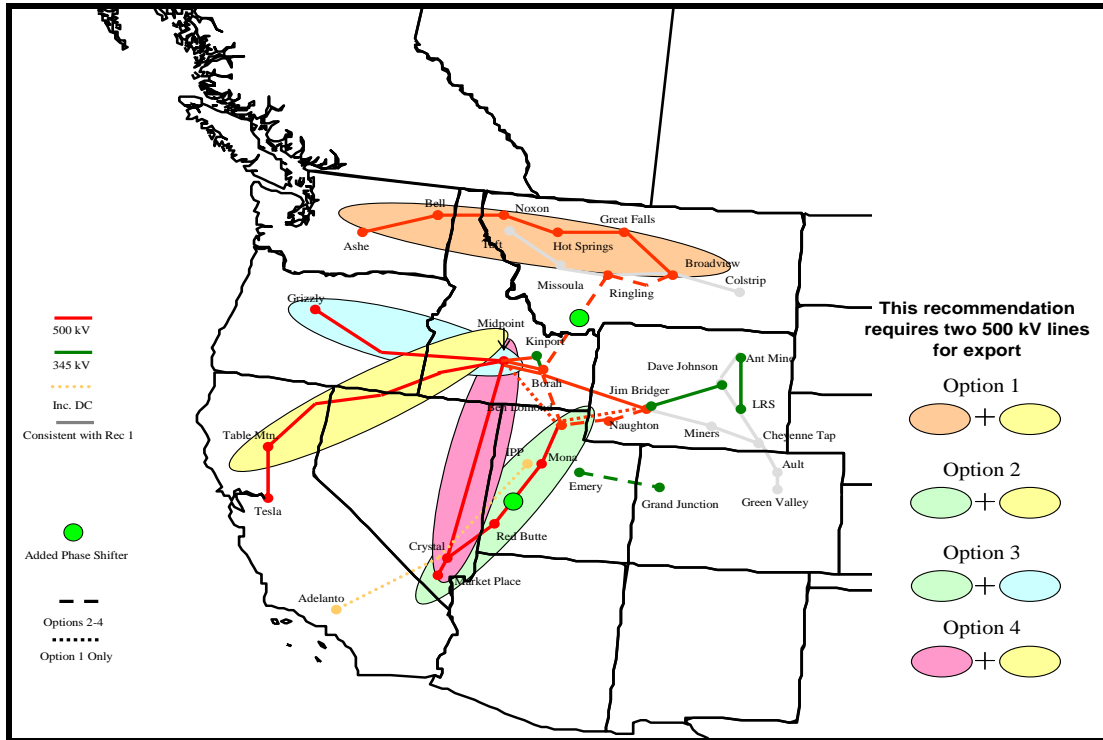 Bell
Noxon
Great Falls
Ashe
Taft
Hot Springs
Broadview
Missoula
Ringling
Colstrip
Grizzly
Midpoint
Kinport
Borah
Ben Lomond
Jim Bridger
Dave Johnson
Ant Mine
LRS
Naughton
Miners
Cheyenne Tap
Ault
Green Valley
Table Mtn.
Tesla
IPP
Mona
Emery
Grand Junction
Red Butte
Crystal
Market Place
Adelanto
500 kV
345 kV
Inc. DC
Consistent with Rec 1
Added Phase Shifter
Options 2-4
Option 1 Only
This recommendation
requires two 500 kV lines
for export
Option 1
+
Option 2
+
Option 3
+
Option 4
+